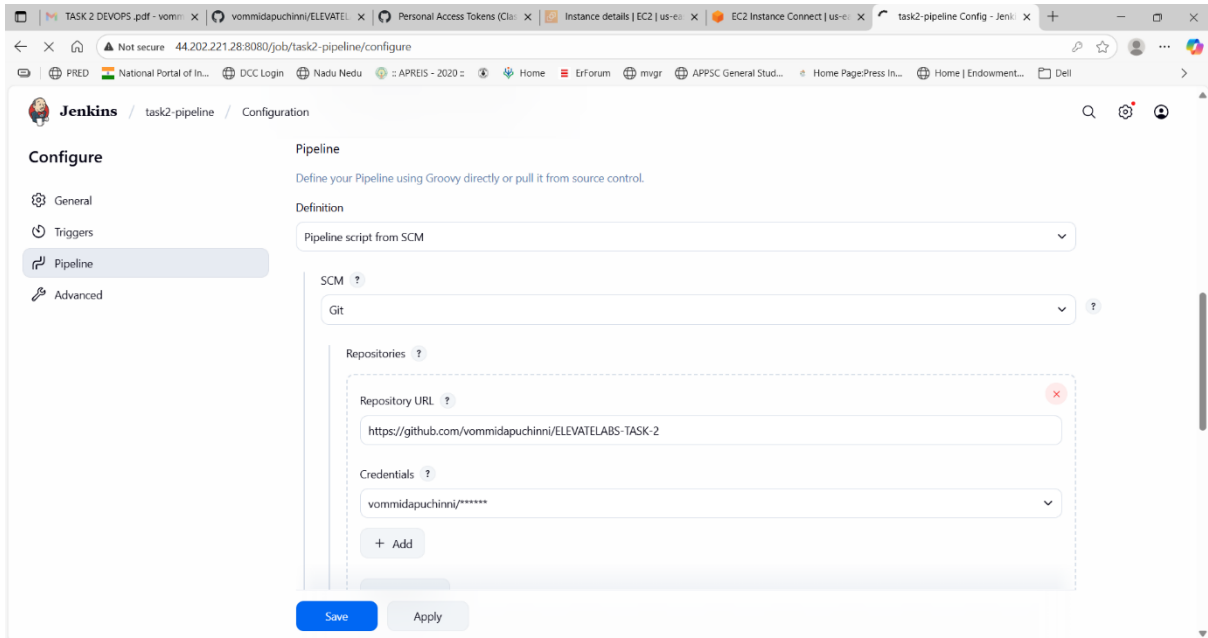 TASK 2 DEVOPS .pdf - vomm
vommidapuchinni/ELEVATEL
Personal Access Tokens (Clas
Instance details | EC2 | us-ea
EC2 Instance Connect | us-e
task2-pipeline Config - Jenki
Not secure 44.202.221.28:8080/job/task2-pipeline/configure
PRED National Portal of In... DCC Login Nadu Nedu :: APREIS - 2020 :: Home ErForum mvgr APPSC General Stud... Home Page:Press In... Home | Endowment... Dell
Jenkins / task2-pipeline / Configuration
Configure
General
Triggers
Pipeline
Advanced
Pipeline
Define your Pipeline using Groovy directly or pull it from source control.
Definition
Pipeline script from SCM
SCM ?
Git
?
Repositories ?
Repository URL ?
https://github.com/vommidapuchinni/ELEVATELABS-TASK-2
Credentials ?
vommidapuchinni/******
+ Add
Save Apply